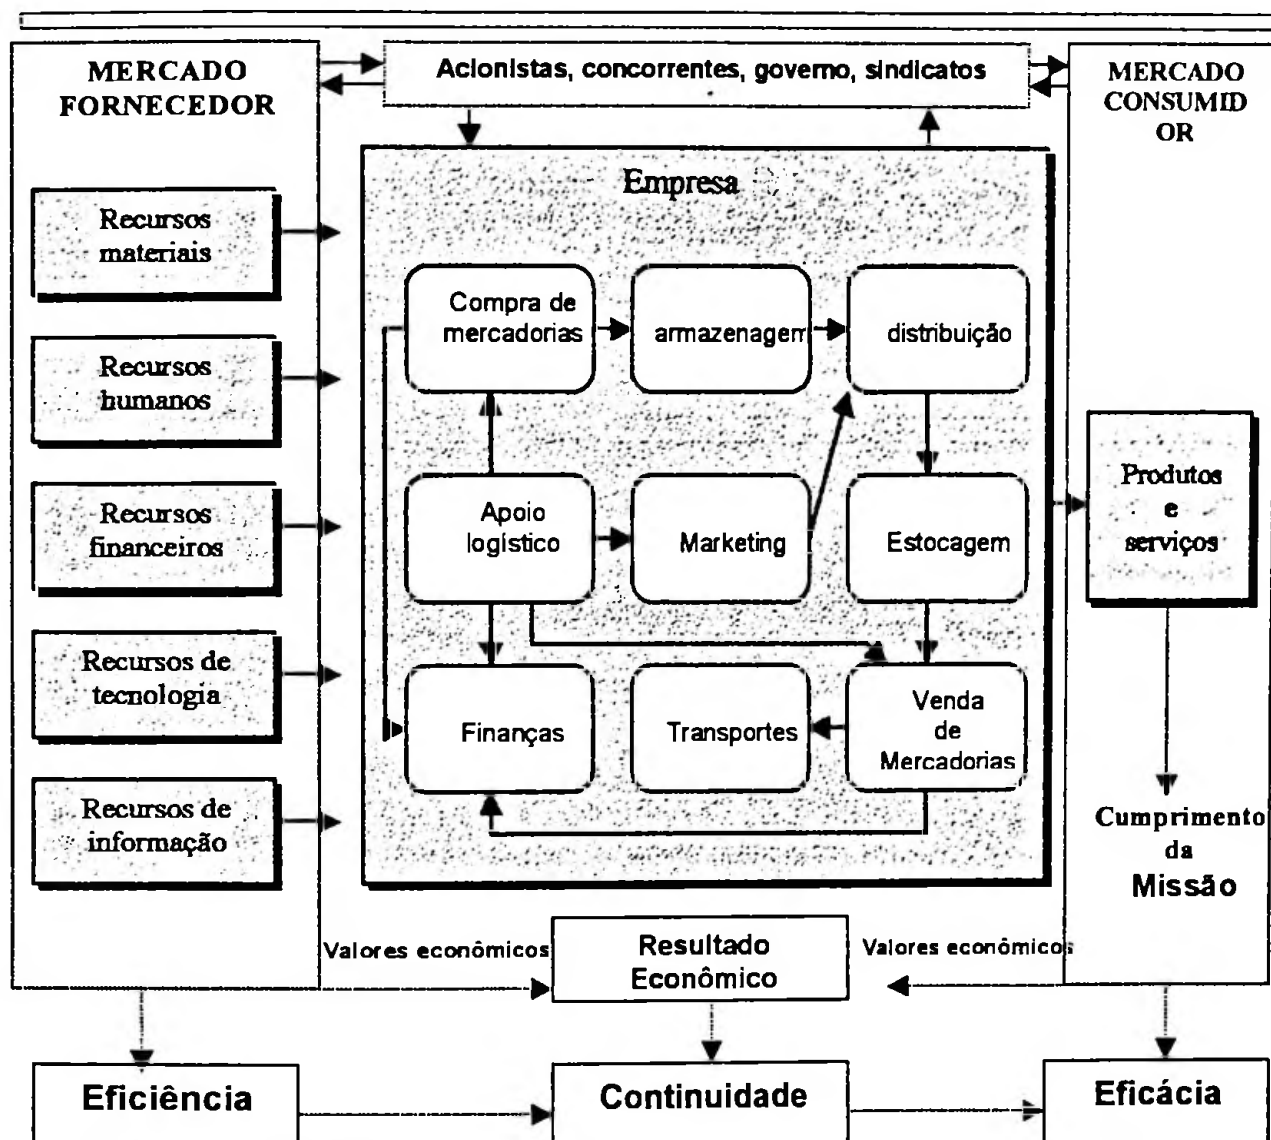 MERCADO
FORNECEDOR
Acionistas, concorrentes, governo, sindicatos
MERCADO
CONSUMID
OR
Empresa
Recursos
materiais
Recursos
humanos
Recursos
financeiros
Recursos de
tecnologia
Recursos de
informação
Compra de
mercadorias
armazenagem
distribuição
Apoio
logístico
Marketing
Estocagem
Finanças
Transportes
Venda
de
Mercadorias
Produtos
e
serviços
Cumprimento
da
Missão
Valores econômicos
Resultado
Econômico
Valores econômicos
Eficiência
Continuidade
Eficácia